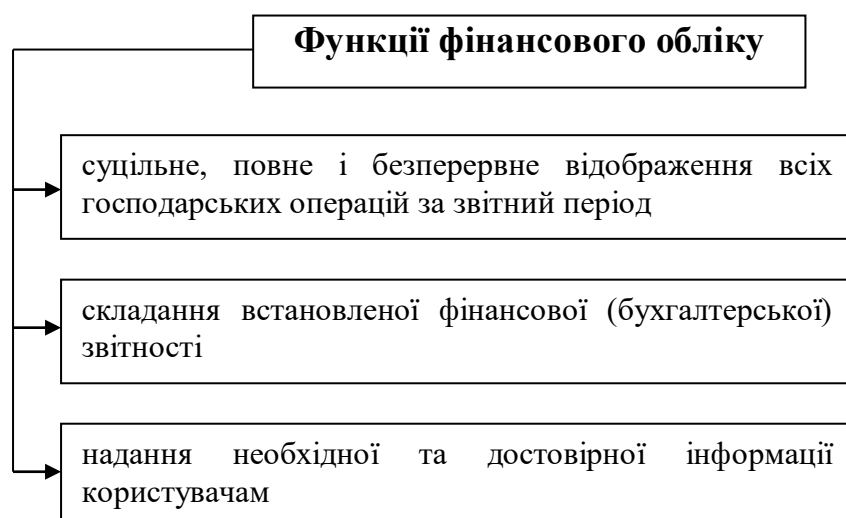 Функції фінансового обліку
суцільне, повне і безперервне відображення всіх
господарських операцій за звітний період
складання встановленої фінансової (бухгалтерської)
звітності
надання необхідної та достовірної інформації
користувачам